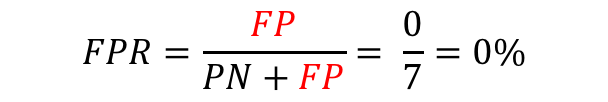 FPR = FP / PN + FP = 0 / 7 = 0%